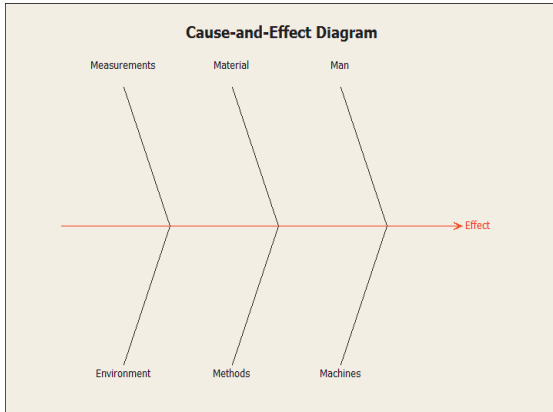 Cause-and-Effect Diagram
Measurements
Material
Man
Effect
Environment
Methods
Machines